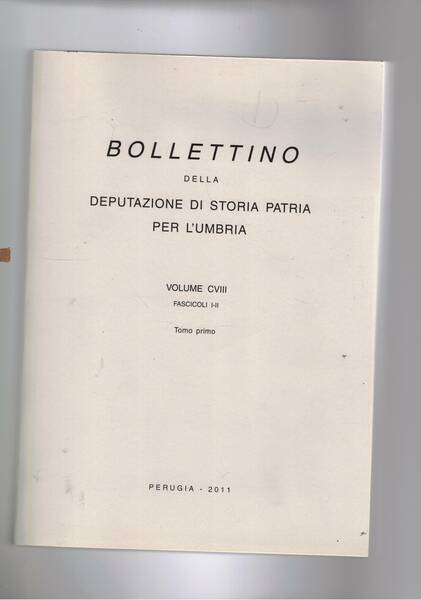 BOLLETTINO
DELLA
DEPUTAZIONE DI STORIA PATRIA
PER L'UMBRIA
VOLUME CVIII
FASCICOLI I-II
Tomo primo
PERUGIA - 2011